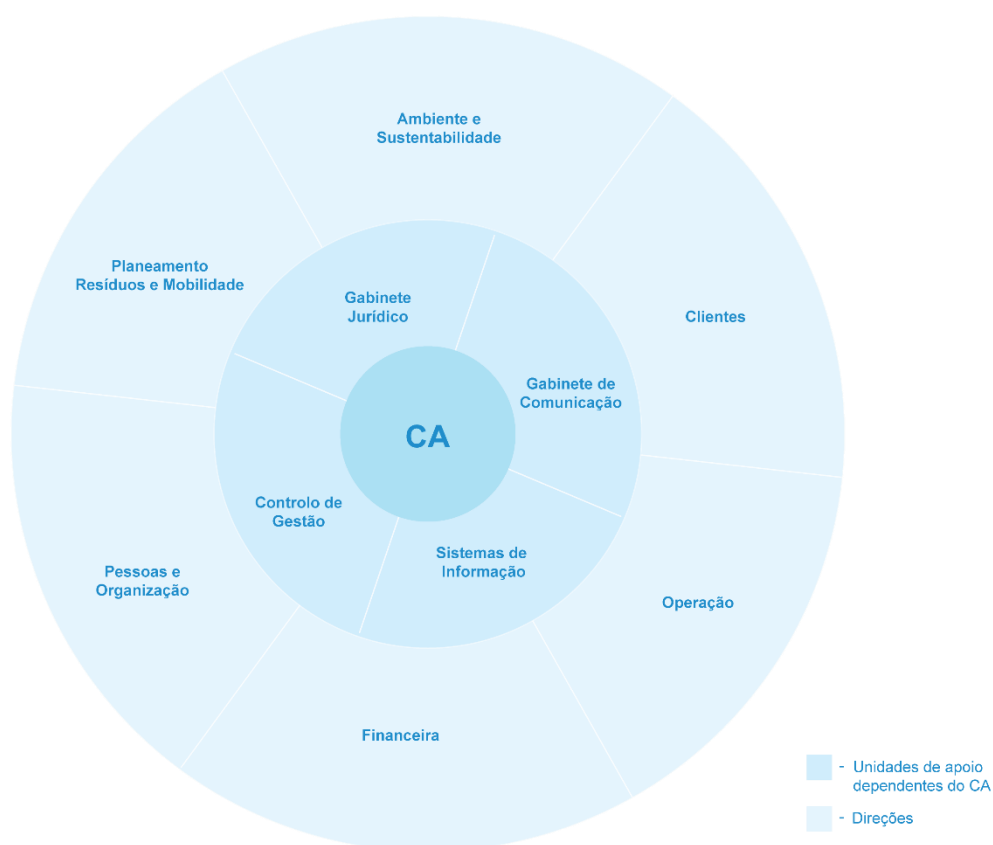 Ambiente e
Sustentabilidade
Planeamento
Resíduos e Mobilidade
Gabinete
Jurídico
Clientes
Gabinete de
Comunicação
CA
Controlo de
Gestão
Sistemas de
Informação
Pessoas e
Organização
Operação
Financeira
- Unidades de apoio
dependentes do CA
- Direções